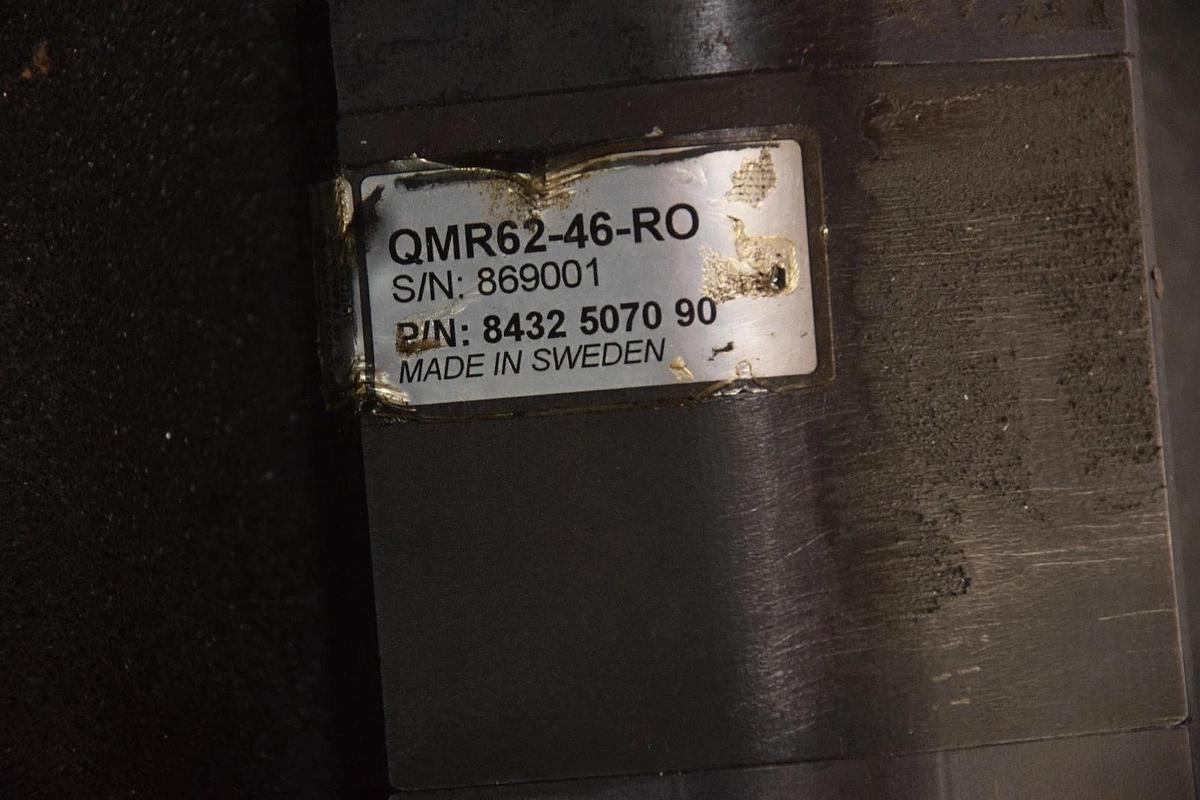 QMR62-46-RO
S/N: 869001
P/N: 8432 5070 90
MADE IN SWEDEN